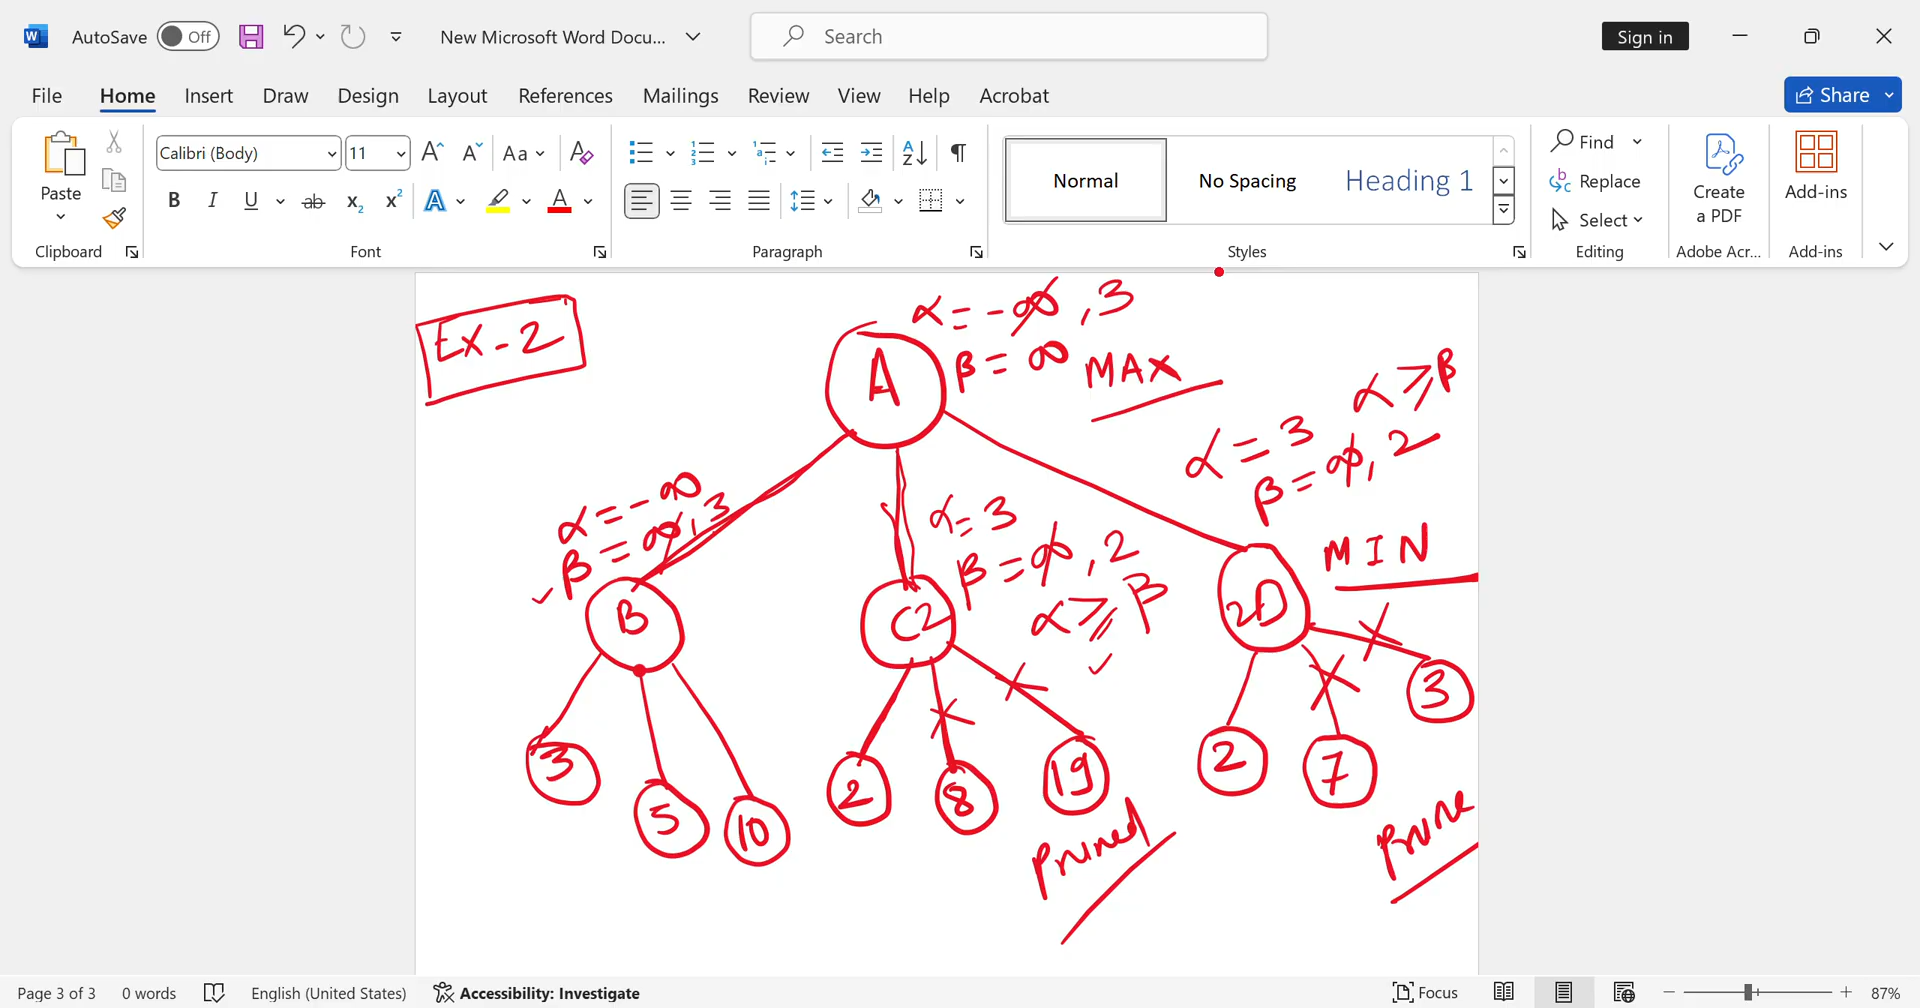 AutoSave Off New Microsoft Word Docu... Search Sign in
File Home Insert Draw Design Layout References Mailings Review View Help Acrobat Share
Paste
Clipboard
Calibri (Body) 11
Font
Paragraph
Normal No Spacing Heading 1
Styles
Find
Replace
Select
Editing
Create
a PDF
Adobe Acr...
Add-ins
Add-ins
EX-2
α = -∞, 3
β = ∞
MAX
A
α ≥ β
α = 3
β = ∞, 2
MIN
α = -∞
β = ∞, 3
α = 3
β = ∞, 2
α ≥ β
B
C2
2D
3 5 10
2 8 19
2 7 3
Pruned
Prune
Page 3 of 3 0 words English (United States) Accessibility: Investigate Focus 87%